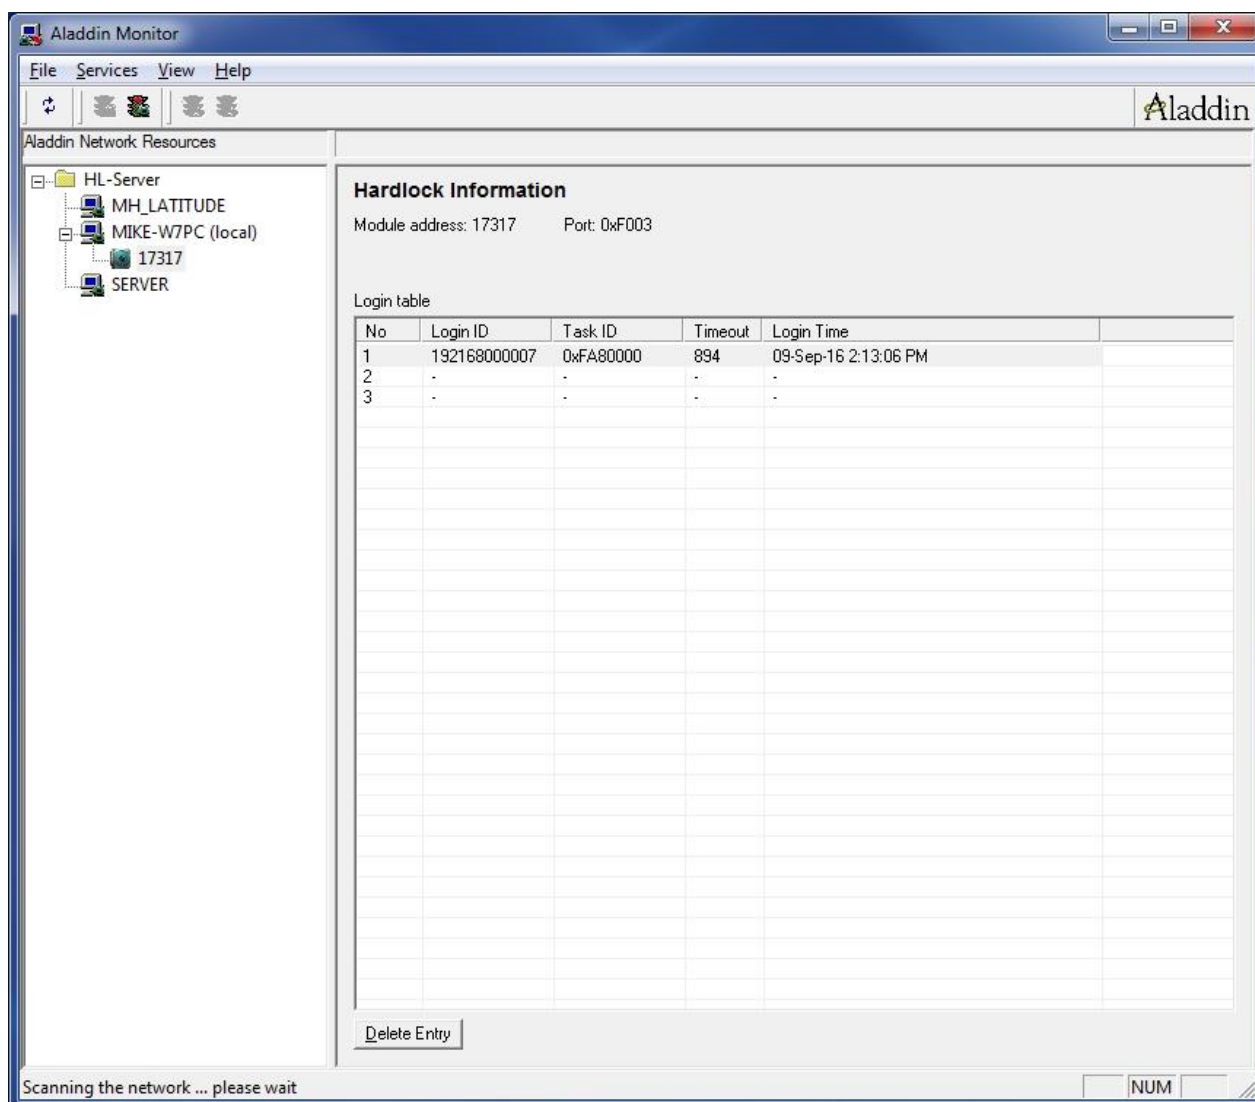 Aladdin Monitor
File Services View Help
Aladdin
Aladdin Network Resources
HL-Server
MH_LATITUDE
MIKE-W7PC (local)
17317
SERVER
Hardlock Information
Module address: 17317 Port: 0xF003
Login table
No Login ID Task ID Timeout Login Time
1 192168000007 0xFA80000 894 09-Sep-16 2:13:06 PM
2 - - - -
3 - - - -
Delete Entry
Scanning the network ... please wait NUM